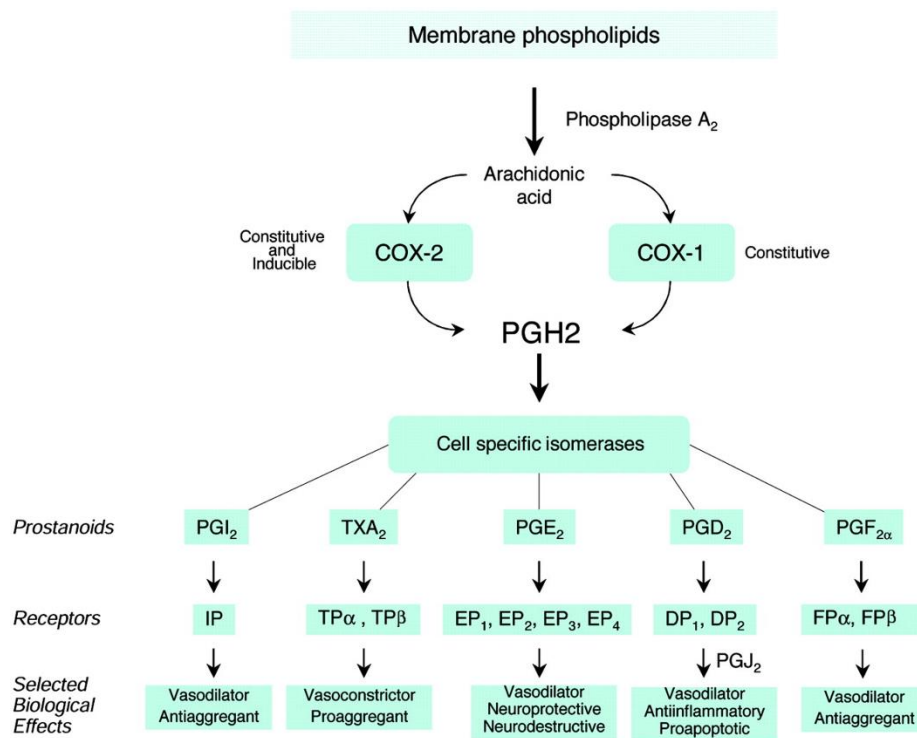 Membrane phospholipids
Phospholipase A₂
Arachidonic
acid
Constitutive
and
Inducible
COX-2
COX-1
Constitutive
PGH2
Cell specific isomerases
Prostanoids
PGI₂
TXA₂
PGE₂
PGD₂
PGF₂α
Receptors
IP
TPα , TPβ
EP₁, EP₂, EP₃, EP₄
DP₁, DP₂
FPα, FPβ
PGJ₂
Selected
Biological
Effects
Vasodilator
Antiaggregant
Vasoconstrictor
Proaggregant
Vasodilator
Neuroprotective
Neurodestructive
Vasodilator
Antiinflammatory
Proapoptotic
Vasodilator
Antiaggregant